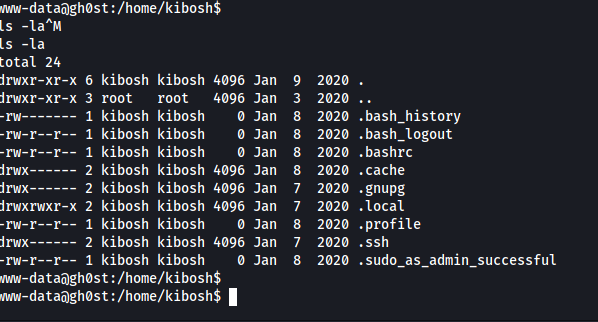 www-data@gh0st:/home/kibosh$
ls -la^M
ls -la
total 24
drwxr-xr-x 6 kibosh kibosh 4096 Jan  9  2020 .
drwxr-xr-x 3 root   root   4096 Jan  3  2020 ..
-rw------- 1 kibosh kibosh    0 Jan  8  2020 .bash_history
-rw-r--r-- 1 kibosh kibosh    0 Jan  8  2020 .bash_logout
-rw-r--r-- 1 kibosh kibosh    0 Jan  8  2020 .bashrc
drwx------ 2 kibosh kibosh 4096 Jan  8  2020 .cache
drwx------ 2 kibosh kibosh 4096 Jan  7  2020 .gnupg
drwxrwxr-x 2 kibosh kibosh 4096 Jan  7  2020 .local
-rw-r--r-- 1 kibosh kibosh    0 Jan  8  2020 .profile
drwx------ 2 kibosh kibosh 4096 Jan  7  2020 .ssh
-rw-r--r-- 1 kibosh kibosh    0 Jan  8  2020 .sudo_as_admin_successful
www-data@gh0st:/home/kibosh$
www-data@gh0st:/home/kibosh$